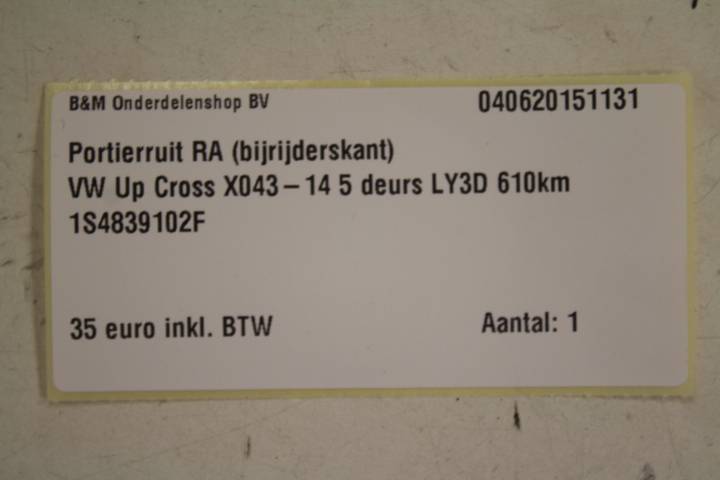 B&M Onderdelenshop BV 040620151131
Portierruit RA (bijrijderskant)
VW Up Cross X043-14 5 deurs LY3D 610km
1S4839102F
35 euro inkl. BTW Aantal: 1